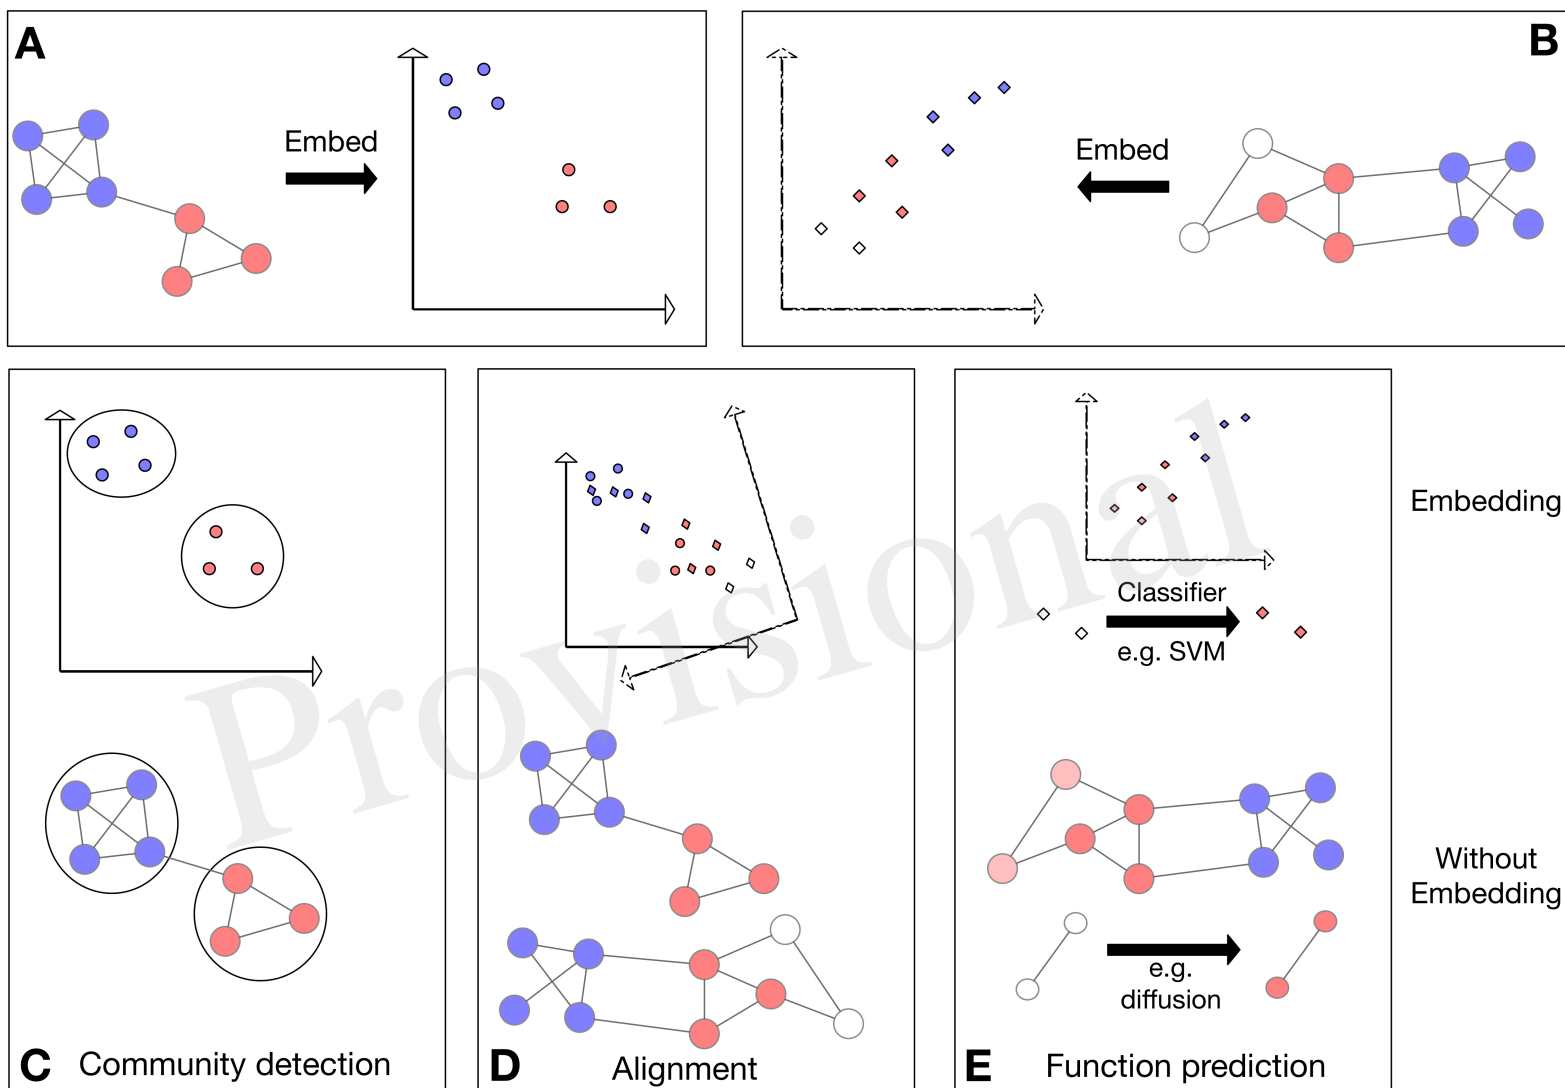 A
Embed
B
Embed
Embedding
Classifier
e.g. SVM
Provisional
Without
Embedding
e.g.
diffusion
C Community detection
D Alignment
E Function prediction